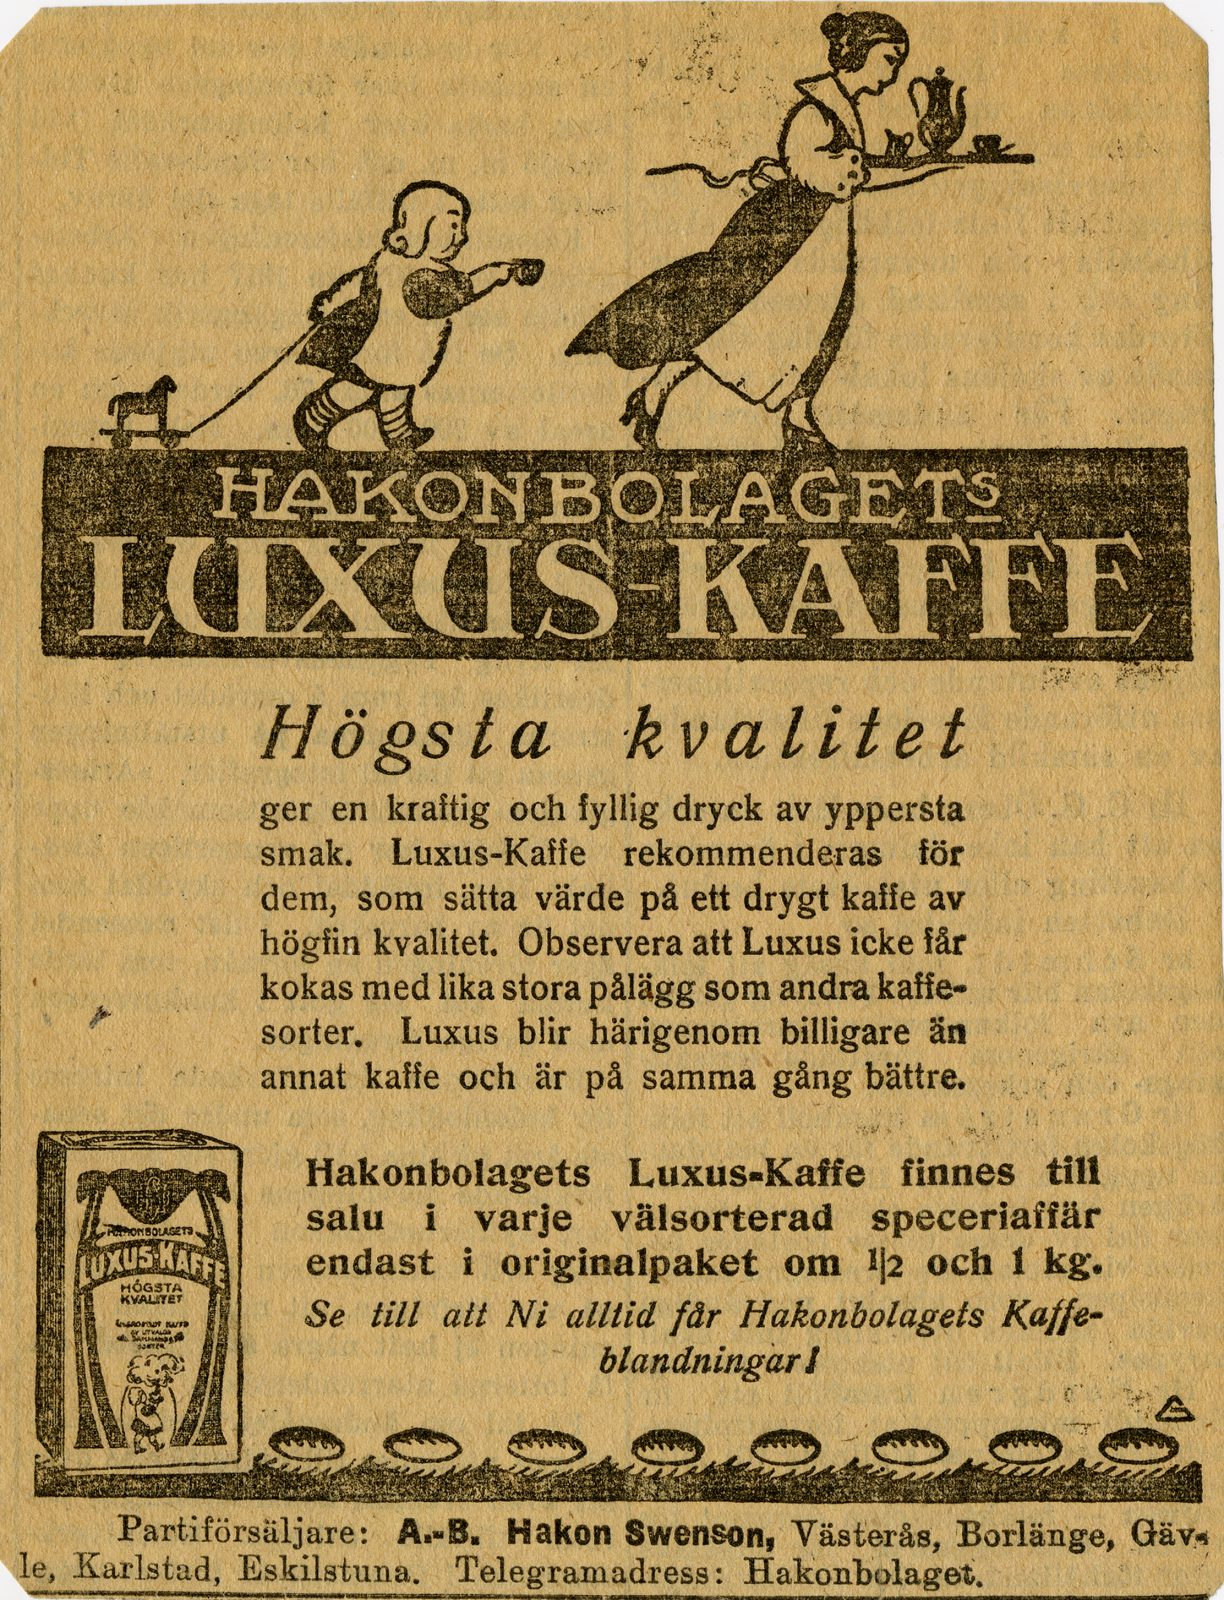 HAKONBOLAGETS
LUXUS-KAFFE
Högsta kvalitet
ger en kraftig och fyllig dryck av yppersta
smak. Luxus-Kaffe rekommenderas för
dem, som sätta värde på ett drygt kaffe av
högfin kvalitet. Observera att Luxus icke får
kokas med lika stora pålägg som andra kaffe-
sorter. Luxus blir härigenom billigare än
annat kaffe och är på samma gång bättre.
HAKONBOLAGETS
LUXUS-KAFFE
HÖGSTA
KVALITET
AV UTVALDA
SORTER
Hakonbolagets Luxus-Kaffe finnes till
salu i varje välsorterad speceriaffär
endast i originalpaket om 1/2 och 1 kg.
Se till att Ni alltid får Hakonbolagets Kaffe-
blandningar!
Partiförsäljare: A.-B. Hakon Swenson, Västerås, Borlänge, Gäv-
le, Karlstad, Eskilstuna. Telegramadress: Hakonbolaget.